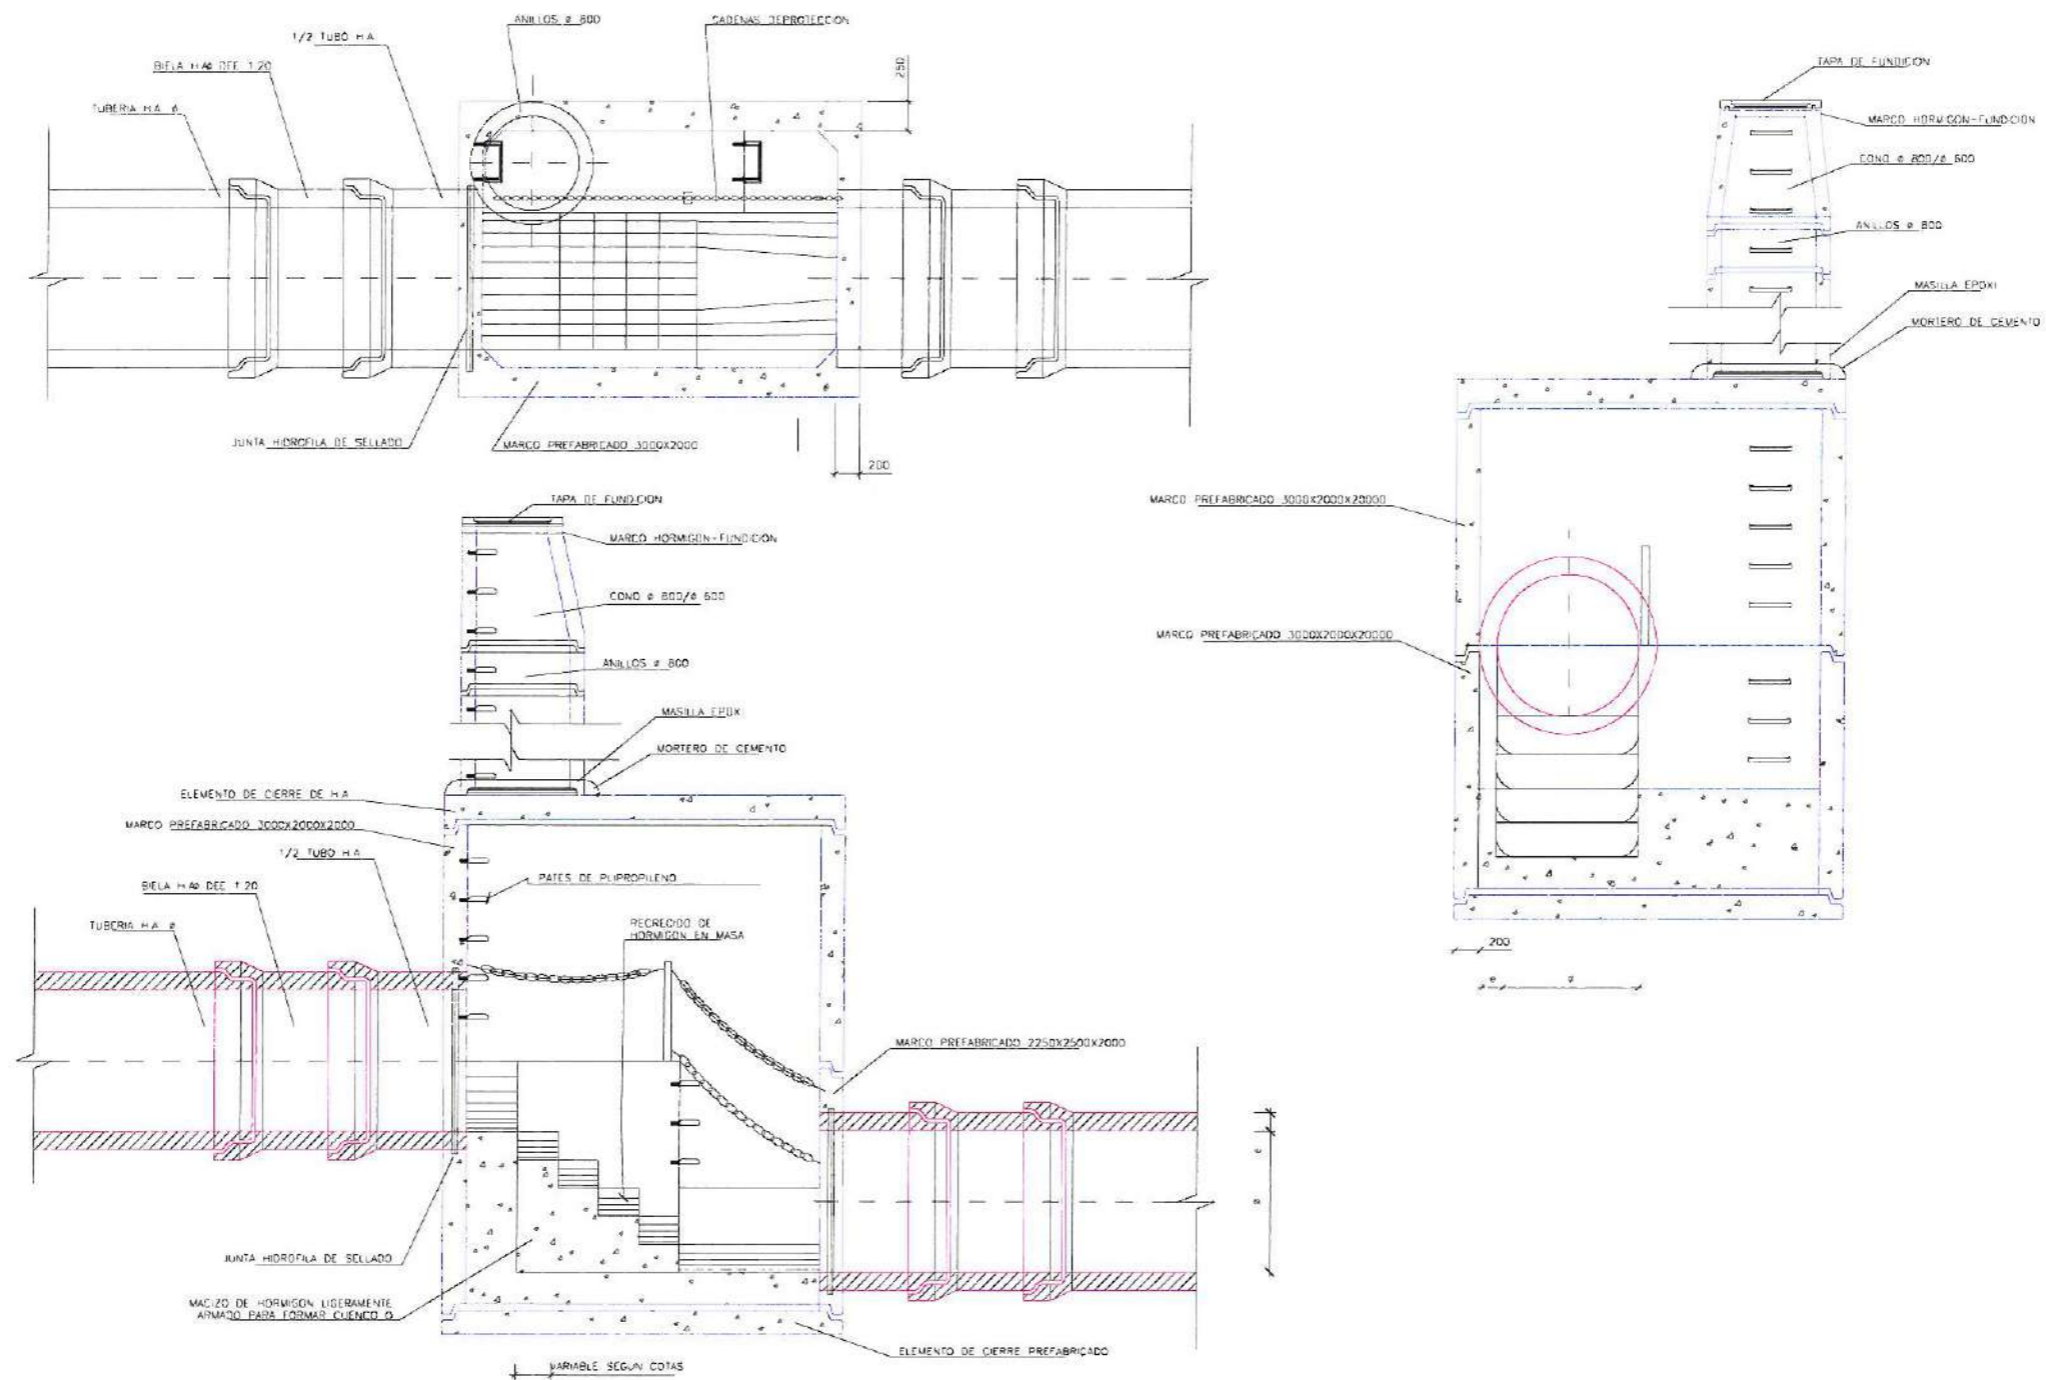 ANILLOS ø 800
CADENAS DEPROTECCION
1/2 TUBO H.A.
BIELA H.Aø DEE 1.20
TUBERIA H.A. ø
250
JUNTA HIDROFILA DE SELLADO
MARCO PREFABRICADO 3000X2000
200
TAPA DE FUNDICION
MARCO HORMIGON-FUNDICION
CONO ø 800/ø 600
ANILLOS ø 800
MASILLA EPOXI
MORTERO DE CEMENTO
MARCO PREFABRICADO 3000X2000X20000
MARCO PREFABRICADO 3000X2000X20000
200
e
ø
TAPA DE FUNDICION
MARCO HORMIGON-FUNDICION
CONO ø 800/ø 600
ANILLOS ø 800
MASILLA EPOXI
MORTERO DE CEMENTO
ELEMENTO DE CIERRE DE H.A.
MARCO PREFABRICADO 3000X2000X2000
1/2 TUBO H.A.
BIELA H.Aø DEE 1.20
TUBERIA H.A. ø
PATES DE PLIPROPILENO
RECRECIDO DE
HORMIGON EN MASA
MARCO PREFABRICADO 2250X2500X2000
e
ø
JUNTA HIDROFILA DE SELLADO
MACIZO DE HORMIGON LIGERAMENTE
ARMADO PARA FORMAR CUENCO O
ELEMENTO DE CIERRE PREFABRICADO
VARIABLE SEGUN COTAS